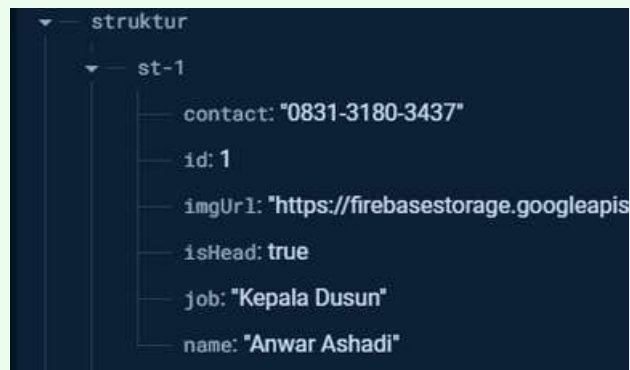 struktur
st-1
contact: "0831-3180-3437"
id: 1
imgUrl: "https://firebasestorage.googleapis
isHead: true
job: "Kepala Dusun"
name: "Anwar Ashadi"